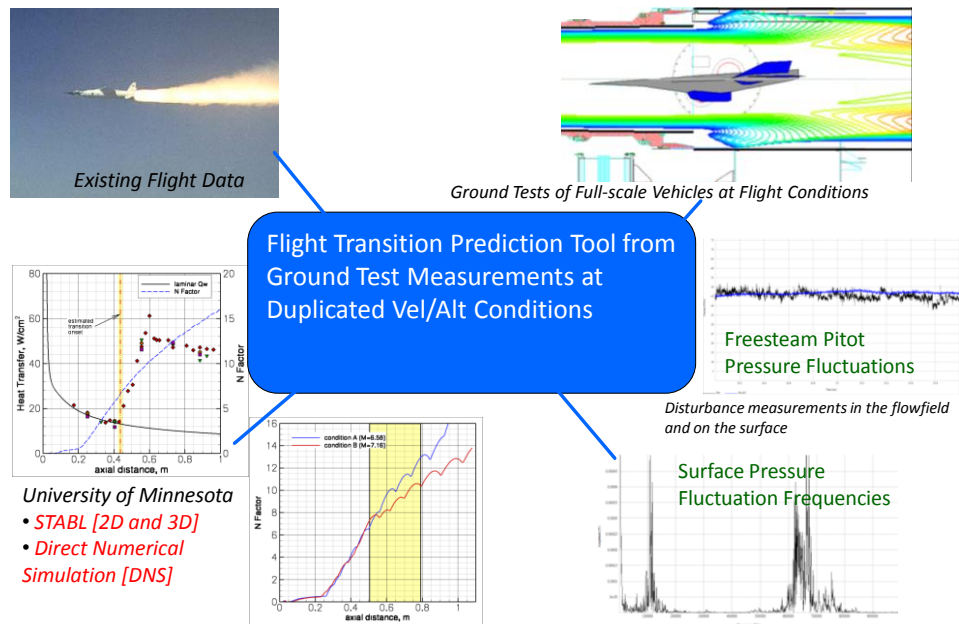 Existing Flight Data
Ground Tests of Full-scale Vehicles at Flight Conditions
Flight Transition Prediction Tool from
Ground Test Measurements at
Duplicated Vel/Alt Conditions
80
60
40
20
0
0
0.2
0.4
0.6
0.8
1
20
15
10
5
0
Heat Transfer, W/cm²
N Factor
axial distance, m
laminar Qw
N Factor
estimated
transition
onset
Freesteam Pitot
Pressure Fluctuations
Disturbance measurements in the flowfield
and on the surface
University of Minnesota
• STABL [2D and 3D]
• Direct Numerical
Simulation [DNS]
condition A [M=6.58]
condition B [M=7.16]
16
14
12
10
8
6
4
2
0
0
0.2
0.4
0.6
0.8
1
N Factor
axial distance, m
Surface Pressure
Fluctuation Frequencies